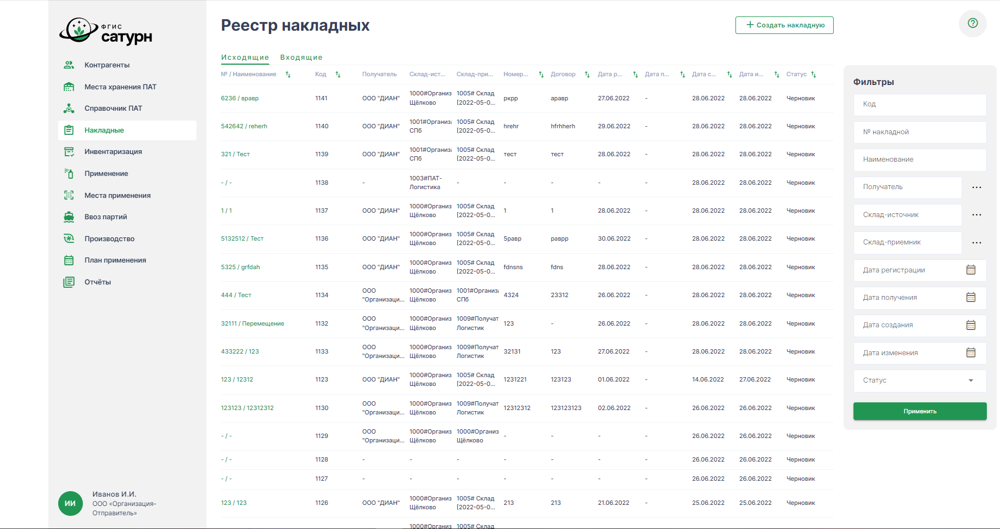 ФГИС
сатурн
Контрагенты
Места хранения ПАТ
Справочник ПАТ
Накладные
Инвентаризация
Применение
Места применения
Ввоз партий
Производство
План применения
Отчёты
ИИ
Иванов И.И.
ООО «Организация-
Отправитель»
Реестр накладных
Создать накладную
Исходящие Входящие
№ / Наименование Код Получатель Склад-ист... Склад-при... Номер... Договор Дата р... Дата п... Дата с... Дата и... Статус
6236 / вравр 1141 ООО "ДИАН" 1000#Организ Щёлково 1005# Склад [2022-05-0... ркрр аравр 27.06.2022 - 28.06.2022 28.06.2022 Черновик
542642 / reherh 1140 ООО "ДИАН" 1001#Организа СПб 1005# Склад [2022-05-0... hrehr hfrhherh 29.06.2022 - 28.06.2022 28.06.2022 Черновик
321 / Тест 1139 ООО "ДИАН" 1001#Организа СПб 1005# Склад [2022-05-0... тест тест 28.06.2022 - 28.06.2022 28.06.2022 Черновик
- / - 1138 - 1003#ПАТ-Логистика - - - - - 28.06.2022 28.06.2022 Черновик
1 / 1 1137 ООО "ДИАН" 1000#Организ Щёлково 1005# Склад [2022-05-0... 1 1 28.06.2022 - 28.06.2022 28.06.2022 Черновик
5132512 / Тест 1136 ООО "ДИАН" 1000#Организ Щёлково 1005# Склад [2022-05-0... 5равр раврр 30.06.2022 - 28.06.2022 28.06.2022 Черновик
5325 / grfdah 1135 ООО "ДИАН" 1000#Организ Щёлково 1005# Склад [2022-05-0... fdnsns fdns 28.06.2022 - 28.06.2022 28.06.2022 Черновик
444 / Тест 1134 ООО "Организаци... 1000#Организ Щёлково 1001#Организа СПб 4324 23312 26.06.2022 - 28.06.2022 28.06.2022 Черновик
32111 / Перемещение 1132 ООО "Организаци... 1000#Организ Щёлково 1009#Получат Логистик 123 - 26.06.2022 - 28.06.2022 28.06.2022 Черновик
433222 / 123 1133 ООО "Организаци... 1000#Организ Щёлково 1009#Получат Логистик 32131 123 27.06.2022 - 28.06.2022 28.06.2022 Черновик
123 / 12312 1123 ООО "ДИАН" 1000#Организ Щёлково 1005# Склад [2022-05-0... 1231221 123123 01.06.2022 - 14.06.2022 27.06.2022 Черновик
123123 / 12312312 1130 ООО "Организаци... 1000#Организ Щёлково 1009#Получат Логистик 12312312 123123123 02.06.2022 - 26.06.2022 26.06.2022 Черновик
- / - 1129 ООО "Организаци... 1000#Организ Щёлково 1000#Организ Щёлково - - - - 26.06.2022 26.06.2022 Черновик
- / - 1128 - - - - - - - 26.06.2022 26.06.2022 Черновик
- / - 1127 - - - - - - - 26.06.2022 26.06.2022 Черновик
123 / 123 1126 ООО "ДИАН" 1000#Организ Щёлково 1005# Склад [2022-05-0... 213 213 21.06.2022 - 25.06.2022 25.06.2022 Черновик
1000#Организ 1005# Склад
Фильтры
Код
№ накладной
Наименование
Получатель ...
Склад-источник ...
Склад-приемник ...
Дата регистрации
Дата получения
Дата создания
Дата изменения
Статус
Применить